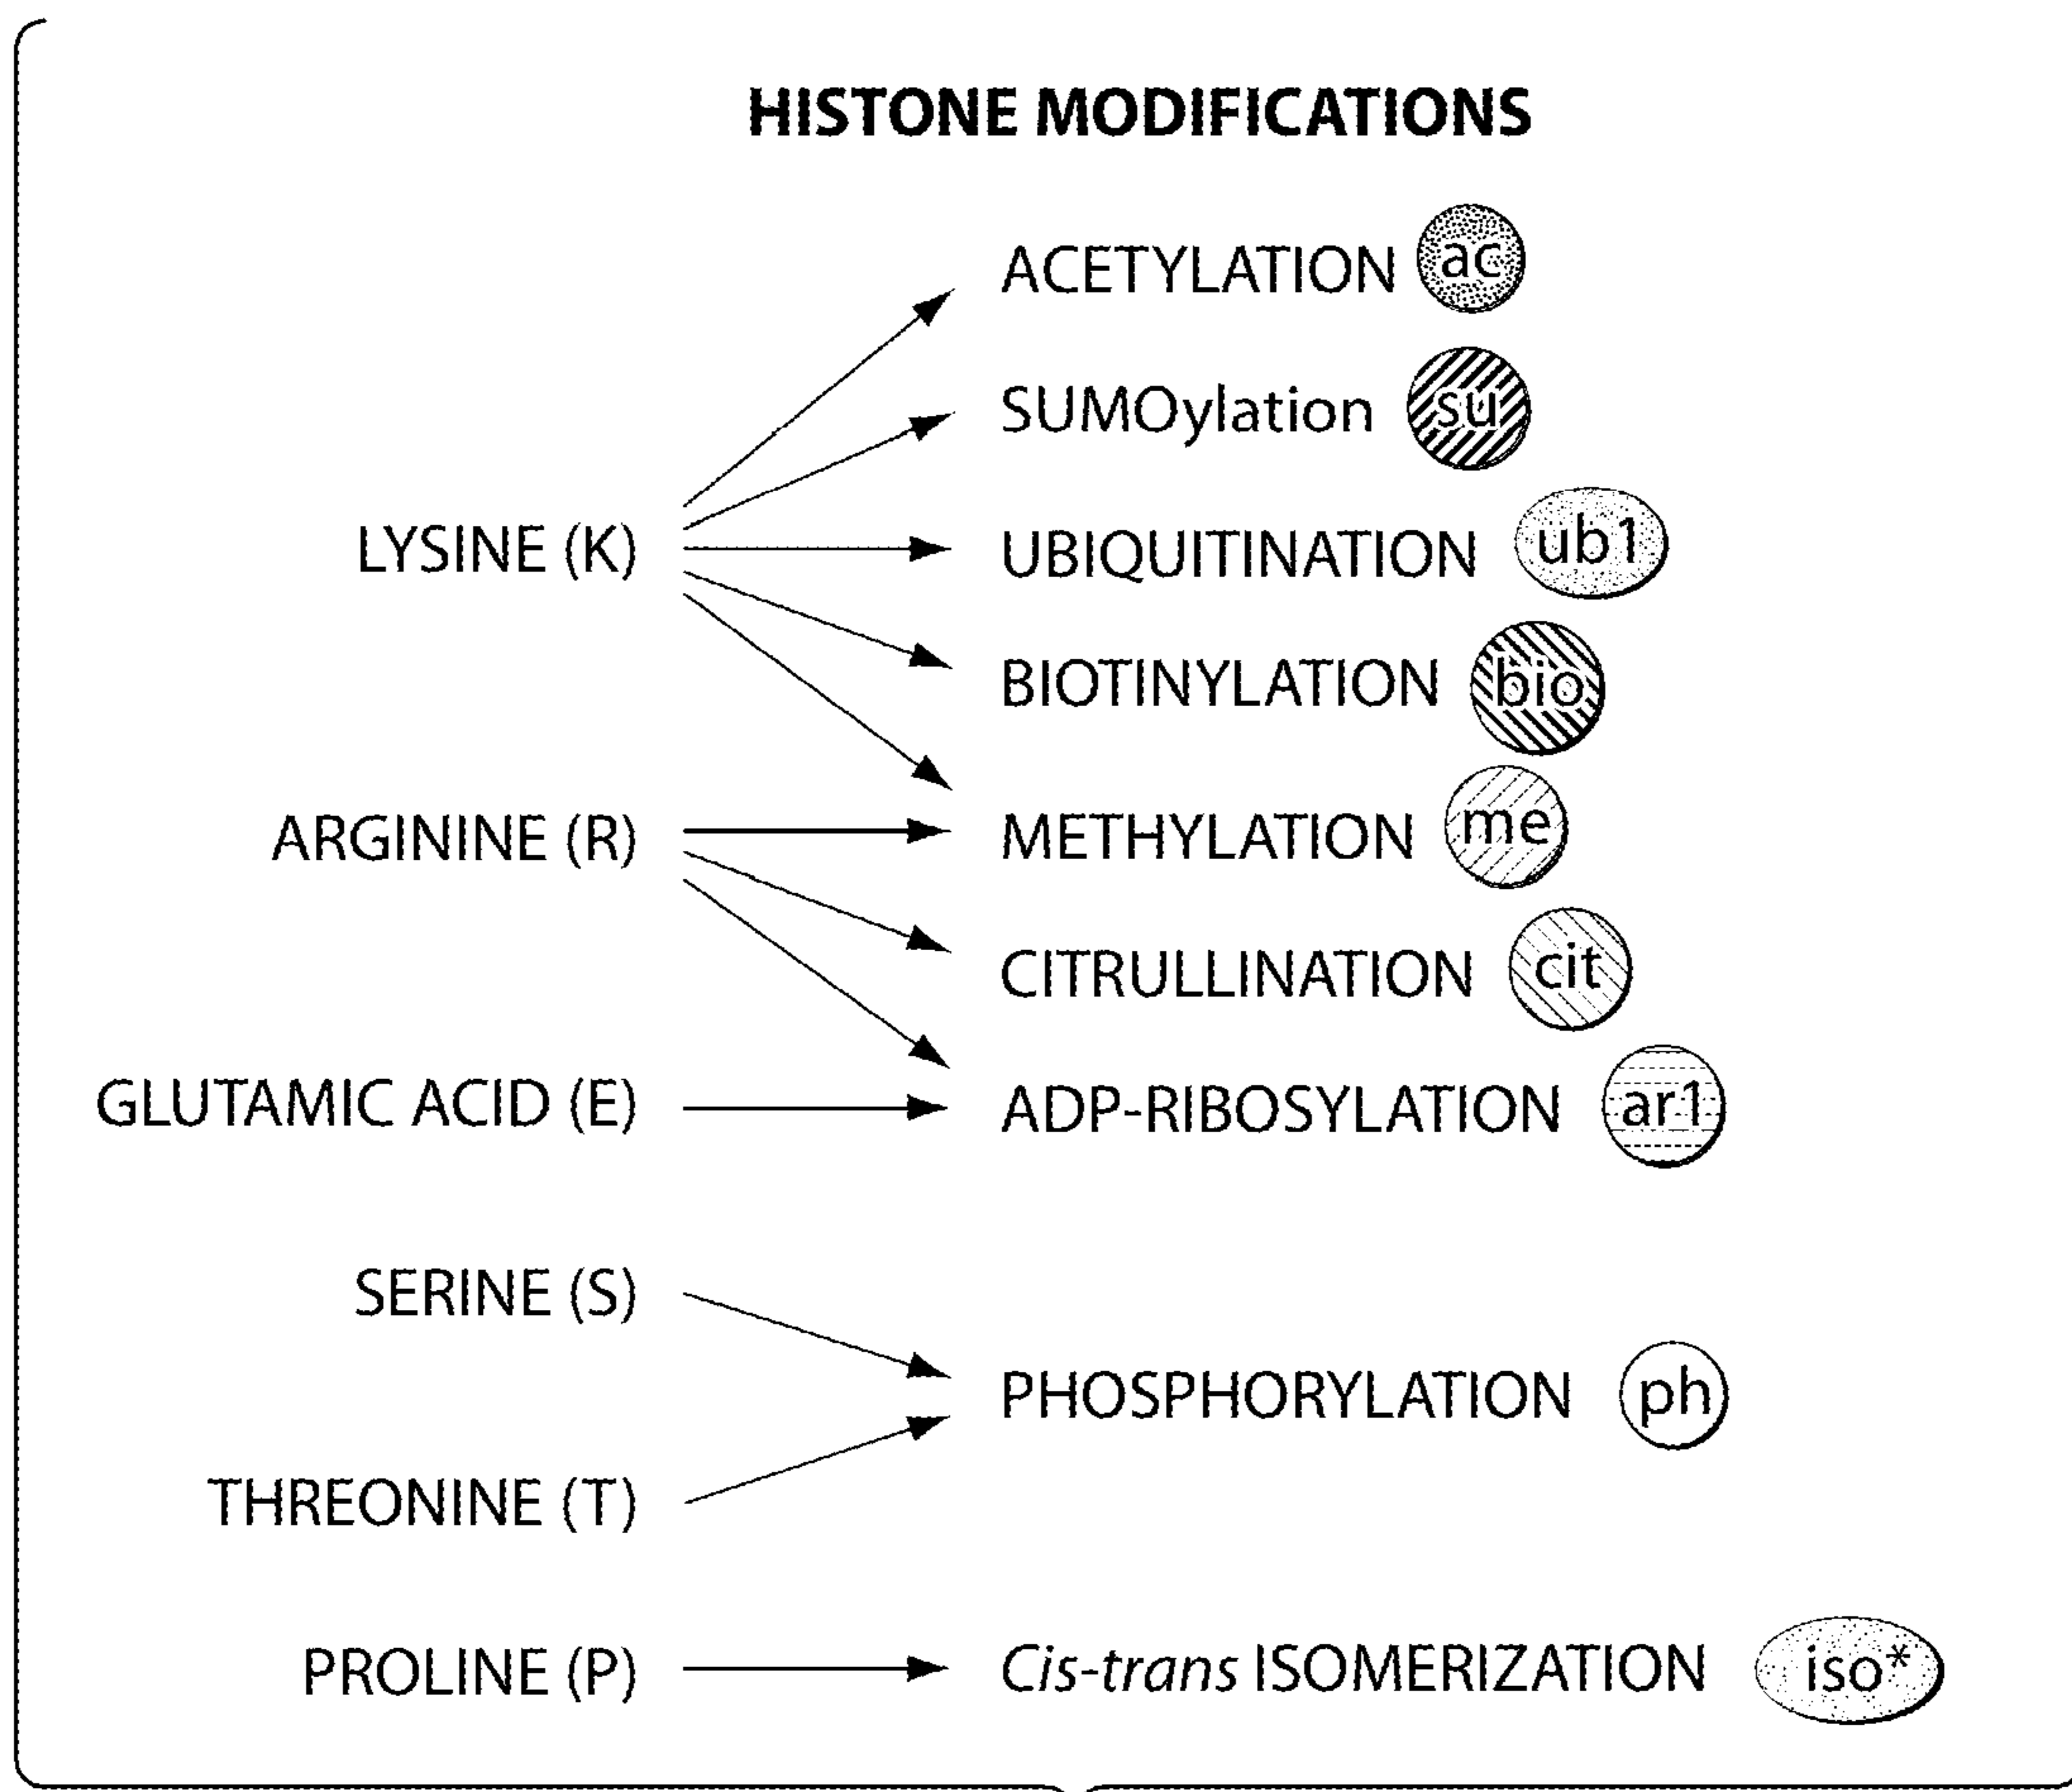 HISTONE MODIFICATIONS
ACETYLATION ac
SUMOylation su
LYSINE (K) UBIQUITINATION ub1
BIOTINYLATION bio
ARGININE (R) METHYLATION me
CITRULLINATION cit
GLUTAMIC ACID (E) ADP-RIBOSYLATION ar1
SERINE (S)
PHOSPHORYLATION ph
THREONINE (T)
PROLINE (P) Cis-trans ISOMERIZATION iso*